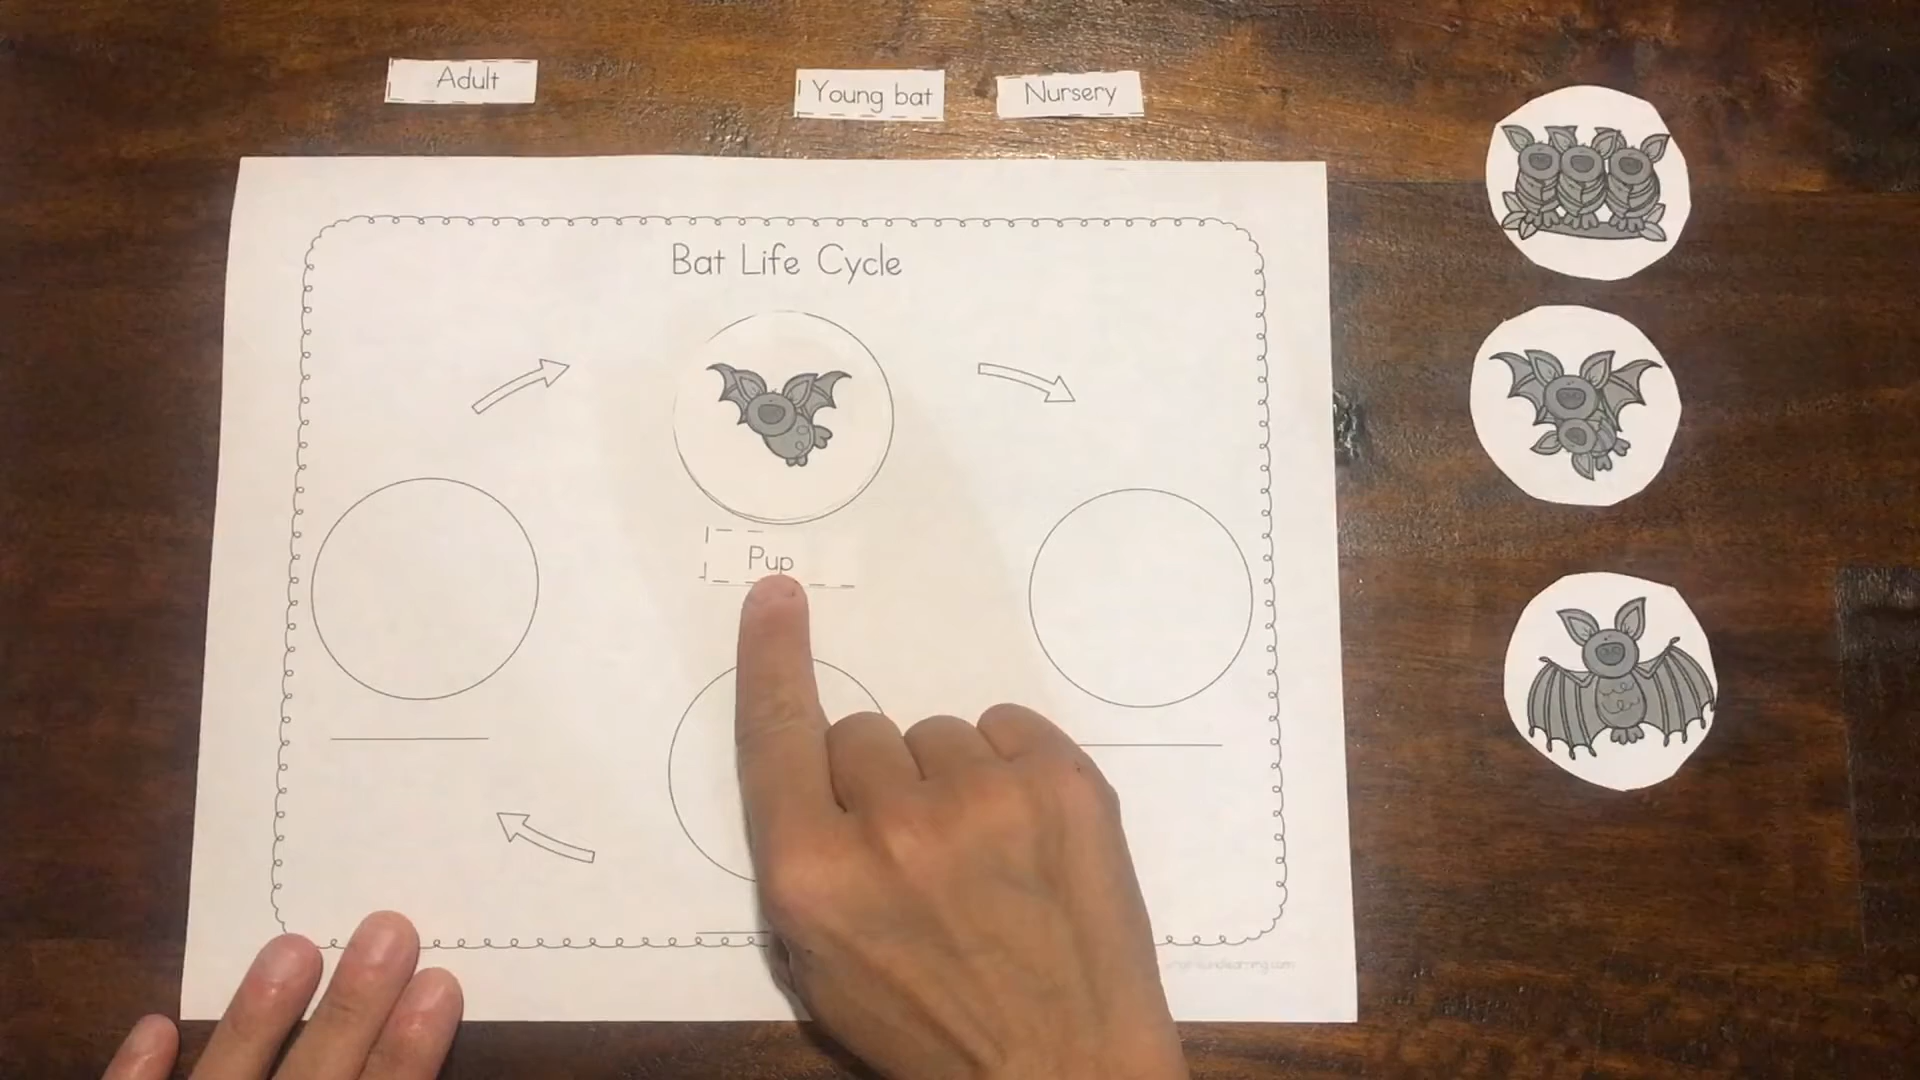 Adult
Young bat
Nursery
Bat Life Cycle
Pup